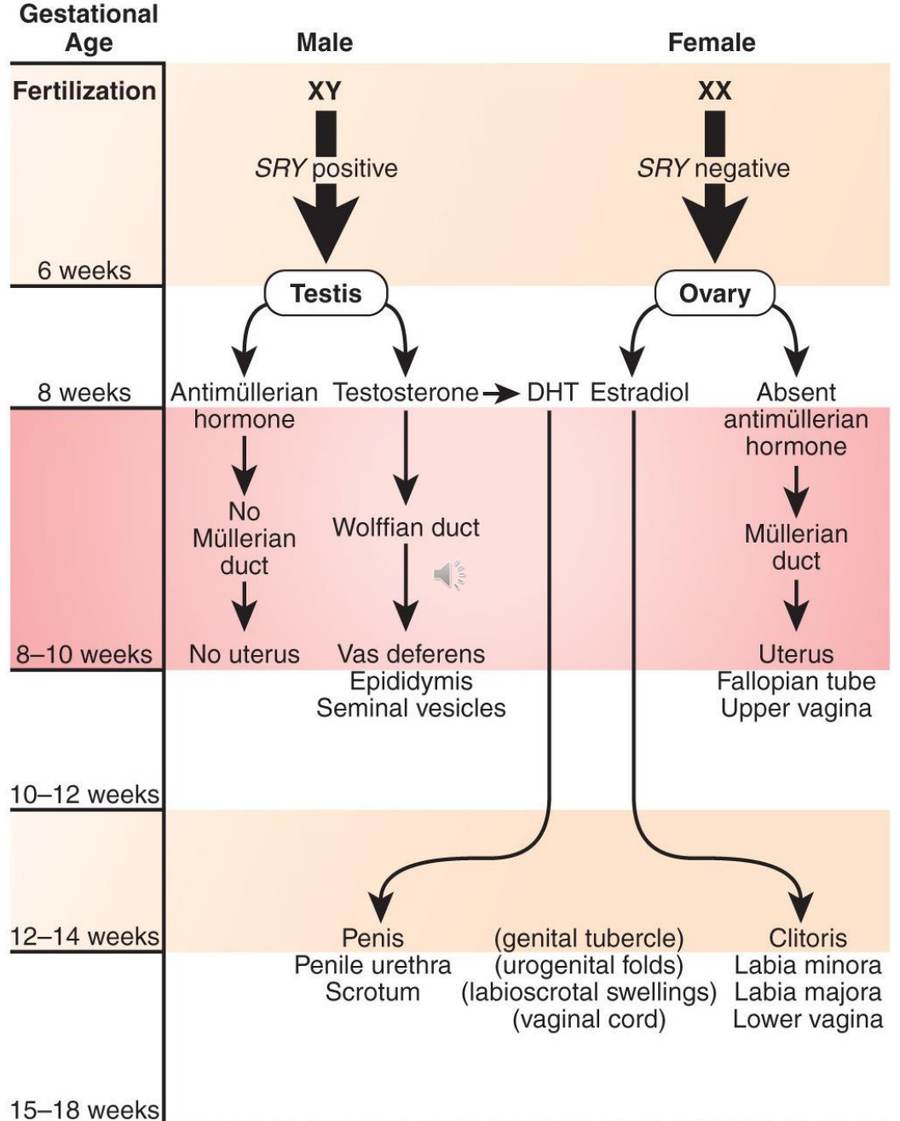 Gestational
Age
Male
Female
Fertilization
XY
XX
SRY positive
SRY negative
6 weeks
Testis
Ovary
8 weeks
Antimüllerian
hormone
Testosterone
DHT
Estradiol
Absent
antimüllerian
hormone
No
Müllerian
duct
Wolffian duct
Müllerian
duct
8–10 weeks
No uterus
Vas deferens
Epididymis
Seminal vesicles
Uterus
Fallopian tube
Upper vagina
10–12 weeks
12–14 weeks
Penis
Penile urethra
Scrotum
(genital tubercle)
(urogenital folds)
(labioscrotal swellings)
(vaginal cord)
Clitoris
Labia minora
Labia majora
Lower vagina
15–18 weeks